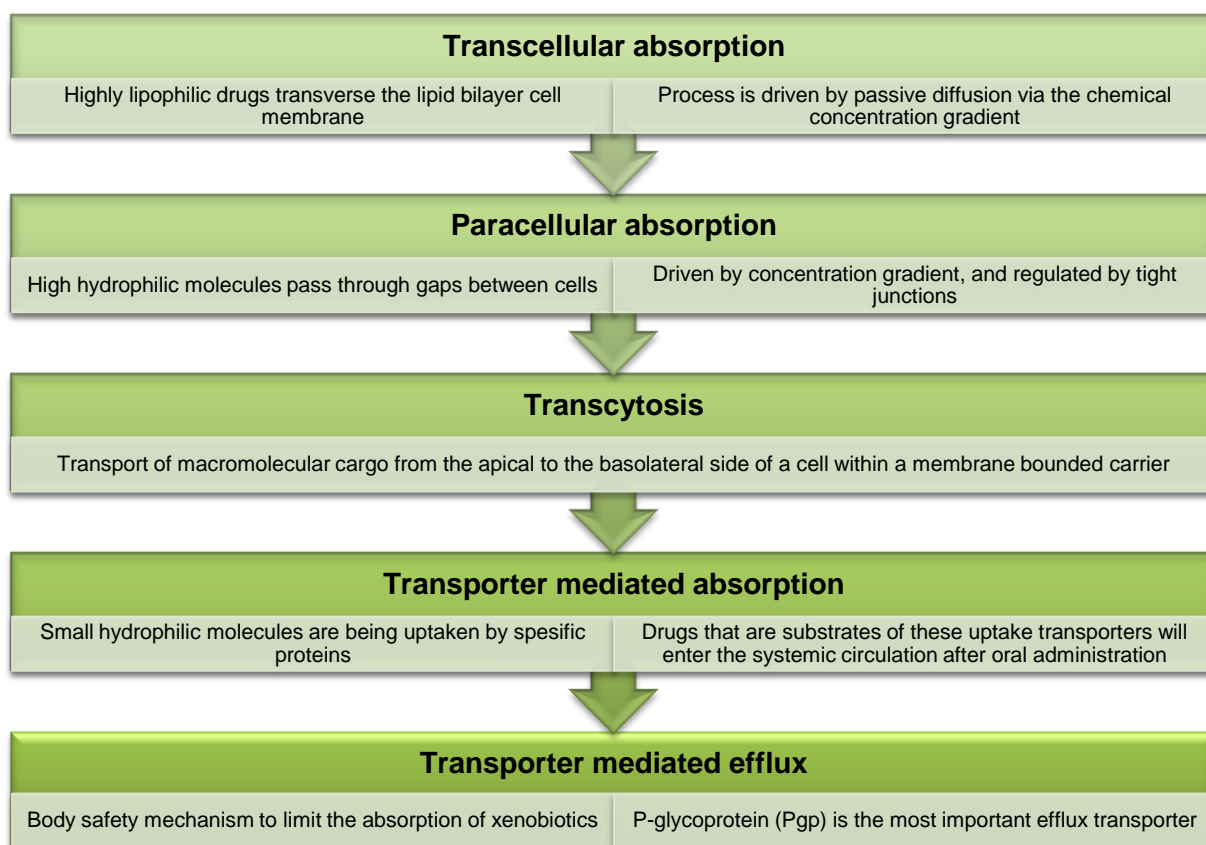 Transcellular absorption
Highly lipophilic drugs transverse the lipid bilayer cell
membrane
Process is driven by passive diffusion via the chemical
concentration gradient
Paracellular absorption
High hydrophilic molecules pass through gaps between cells
Driven by concentration gradient, and regulated by tight
junctions
Transcytosis
Transport of macromolecular cargo from the apical to the basolateral side of a cell within a membrane bounded carrier
Transporter mediated absorption
Small hydrophilic molecules are being uptaken by spesific
proteins
Drugs that are substrates of these uptake transporters will
enter the systemic circulation after oral administration
Transporter mediated efflux
Body safety mechanism to limit the absorption of xenobiotics
P-glycoprotein (Pgp) is the most important efflux transporter